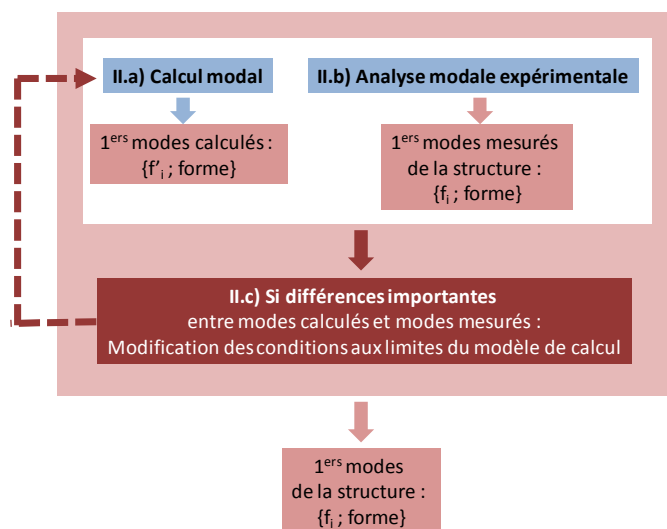 II.a) Calcul modal
II.b) Analyse modale expérimentale
1ers modes calculés :
{f'i ; forme}
1ers modes mesurés
de la structure :
{fi ; forme}
II.c) Si différences importantes
entre modes calculés et modes mesurés :
Modification des conditions aux limites du modèle de calcul
1ers modes
de la structure :
{fi ; forme}